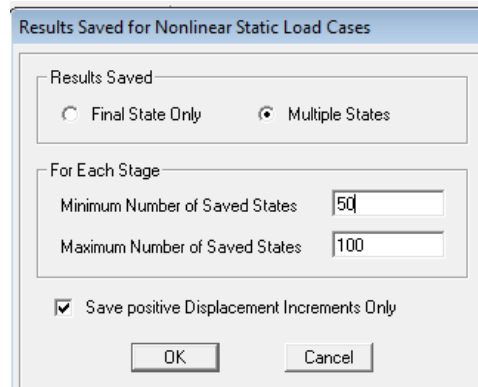 Results Saved for Nonlinear Static Load Cases
Results Saved
Final State Only Multiple States
For Each Stage
Minimum Number of Saved States 50
Maximum Number of Saved States 100
Save positive Displacement Increments Only
OK Cancel